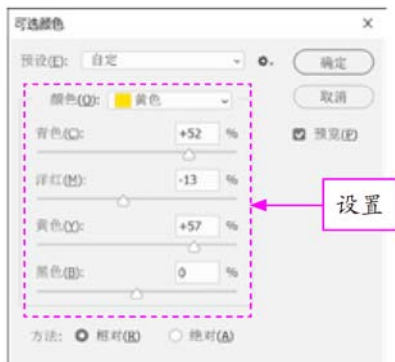 可选颜色
预设(E): 自定
确定
颜色(O): 黄色
取消
青色(C): +52 %
预览(P)
洋红(M): -13 %
设置
黄色(Y): +57 %
黑色(B): 0 %
方法: 相对(R) 绝对(A)